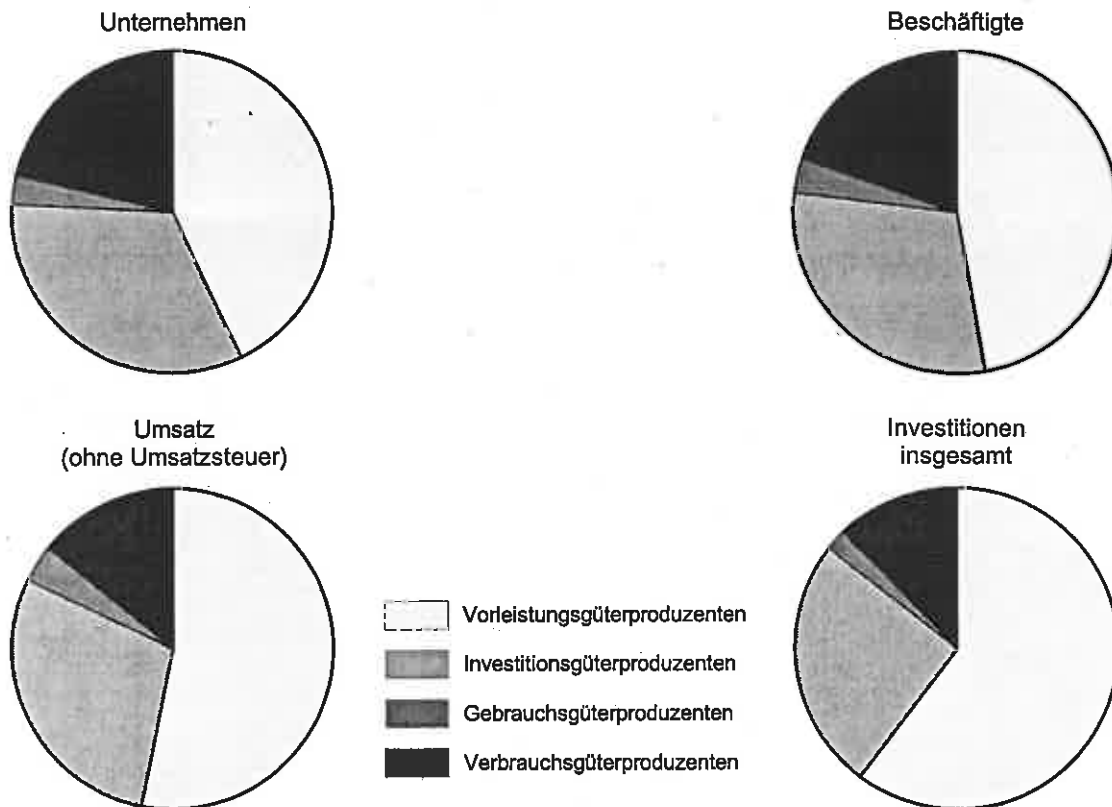 Unternehmen
Beschäftigte
Umsatz
(ohne Umsatzsteuer)
Investitionen
insgesamt
Vorleistungsgüterproduzenten
Investitionsgüterproduzenten
Gebrauchsgüterproduzenten
Verbrauchsgüterproduzenten